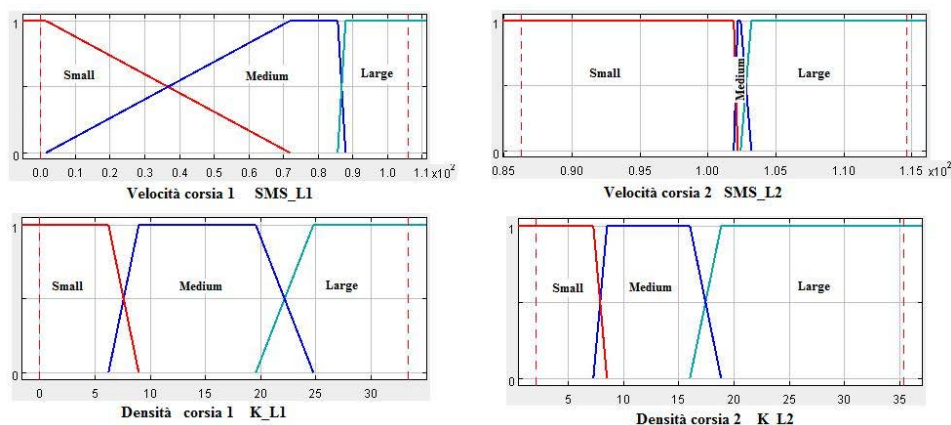 1
Small
Medium
Large
0
0.0 0.1 0.2 0.3 0.4 0.5 0.6 0.7 0.8 0.9 1.0 1.1 x10²
Velocità corsia 1 SMS_L1
1
Small
Medium
Large
0
0.85 0.90 0.95 1.00 1.05 1.10 1.15 x10²
Velocità corsia 2 SMS_L2
1
Small
Medium
Large
0
0 5 10 15 20 25 30
Densità corsia 1 K_L1
1
Small
Medium
Large
0
5 10 15 20 25 30 35
Densità corsia 2 K_L2